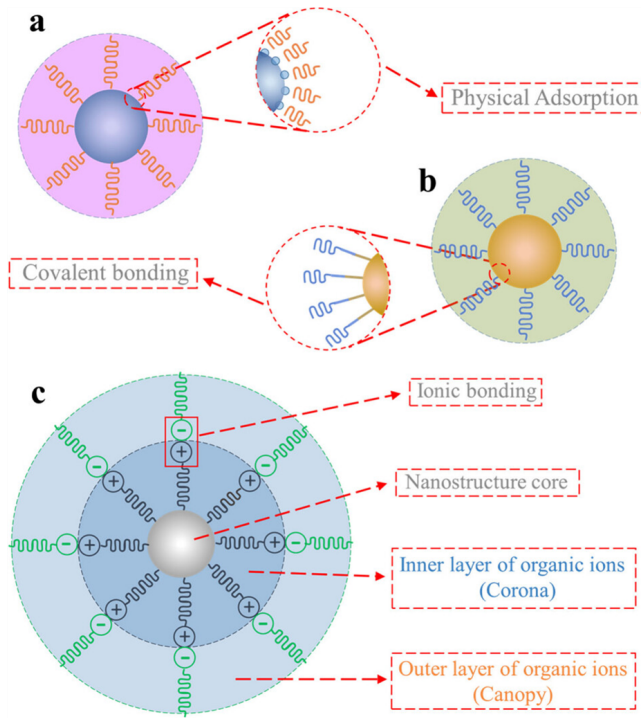 a
Physical Adsorption
b
Covalent bonding
c
Ionic bonding
Nanostructure core
Inner layer of organic ions
(Corona)
Outer layer of organic ions
(Canopy)
− 
+
−
+
−
+
−
+
−
+
−
+
−
+
−
+